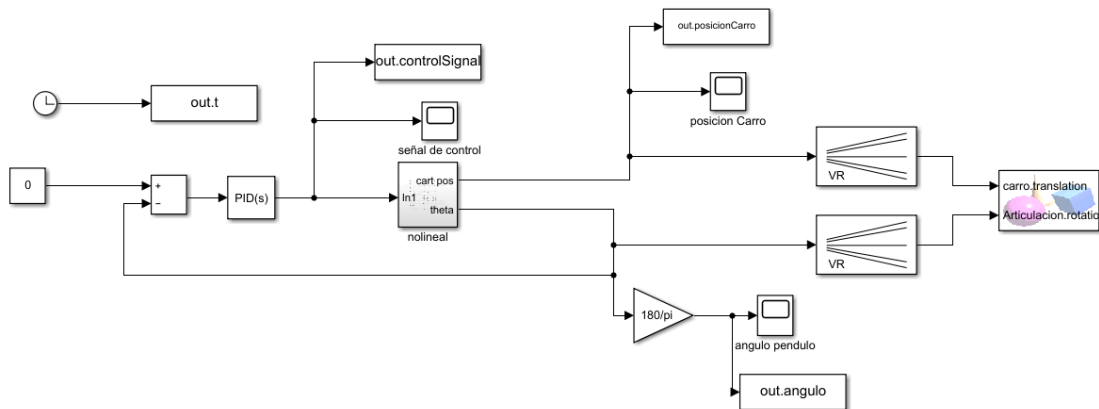 out.posicionCarro
out.controlSignal
out.t
posicion Carro
señal de control
VR
0
+
−
PID(s)
In1
cart pos
theta
nolineal
carro.translation
Articulacion.rotatio
VR
180/pi
angulo pendulo
out.angulo